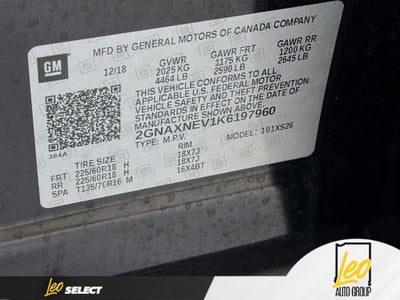 MFD BY GENERAL MOTORS OF CANADA COMPANY
GM
12/18 GVWR GAWR FRT GAWR RR
2025 KG 1175 KG 1200 KG
4464 LB 2590 LB 2645 LB
THIS VEHICLE CONFORMS TO ALL APPLICABLE
U.S. FEDERAL MOTOR VEHICLE SAFETY, BUMPER, AND THEFT
PREVENTION STANDARDS IN
EFFECT ON THE DATE OF
MANUFACTURE SHOWN ABOVE.
2GNAXNEV1K6197960
TYPE: M.P.V. MODEL: 101XS26
384A
TIRE SIZE RIM
FRT 225/60R18 H 18X7J
RR 225/60R18 H 18X7J
SP T135/70R16 M 16X4BT
Leo SELECT
Leo
AUTO GROUP